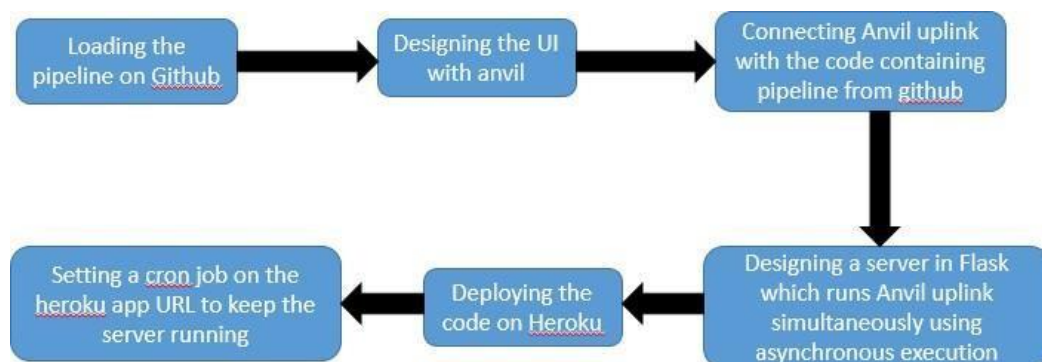 Loading the
pipeline on Github
Designing the UI
with anvil
Connecting Anvil uplink
with the code containing
pipeline from github
Designing a server in Flask
which runs Anvil uplink
simultaneously using
asynchronous execution
Deploying the
code on Heroku
Setting a cron job on the
heroku app URL to keep the
server running